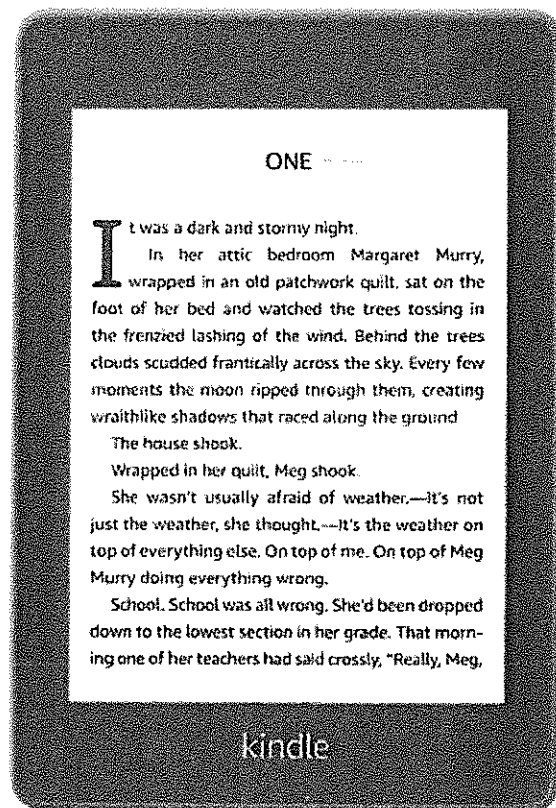 ONE
It was a dark and stormy night.
In her attic bedroom Margaret Murry,
wrapped in an old patchwork quilt, sat on the
foot of her bed and watched the trees tossing in
the frenzied lashing of the wind. Behind the trees
clouds scudded frantically across the sky. Every few
moments the moon ripped through them, creating
wraithlike shadows that raced along the ground
The house shook.
Wrapped in her quilt, Meg shook.
She wasn't usually afraid of weather.—It's not
just the weather, she thought.—It's the weather on
top of everything else. On top of me. On top of Meg
Murry doing everything wrong.
School. School was all wrong. She'd been dropped
down to the lowest section in her grade. That morn-
ing one of her teachers had said crossly, "Really, Meg,
kindle